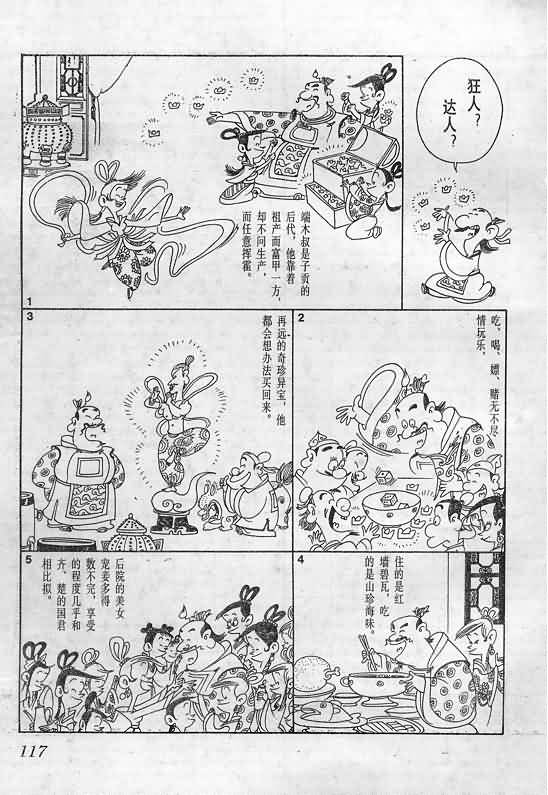 狂人？
达人？
端木叔是子贡的
后代，他靠着
祖产而富甲一方，
却不问生产，
而任意挥霍。
1
2
吃、喝、嫖、赌无不尽
情玩乐，
3
再远的奇珍异宝，他
都会想办法买回来。
4
住的是红
墙碧瓦，吃
的是山珍海味。
5
后院的美女
宠妾多得
数不完，享受
的程度几乎和
齐、楚的国君
相比拟。
117